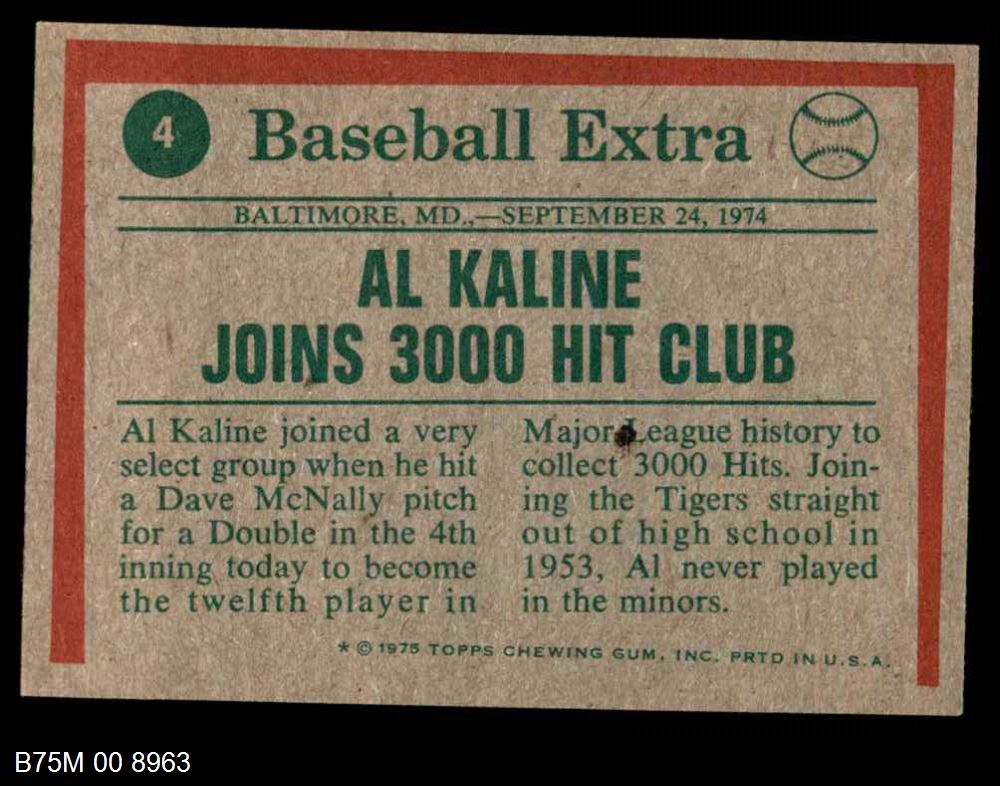 4
Baseball Extra
BALTIMORE, MD.,—SEPTEMBER 24, 1974
AL KALINE
JOINS 3000 HIT CLUB
Al Kaline joined a very
select group when he hit
a Dave McNally pitch
for a Double in the 4th
inning today to become
the twelfth player in
Major League history to
collect 3000 Hits. Join-
ing the Tigers straight
out of high school in
1953, Al never played
in the minors.
* © 1975 TOPPS CHEWING GUM, INC. PRTD IN U.S.A.
B75M 00 8963